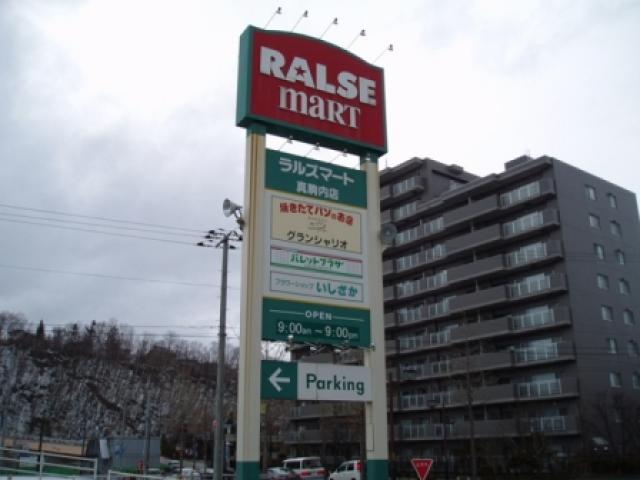 RALSE
MART
ラルズマート
真駒内店
焼きたてパンのお店
グランシャリオ
パレットプラザ
フラワーショップ いしざか
OPEN
9:00am〜9:00pm
Parking